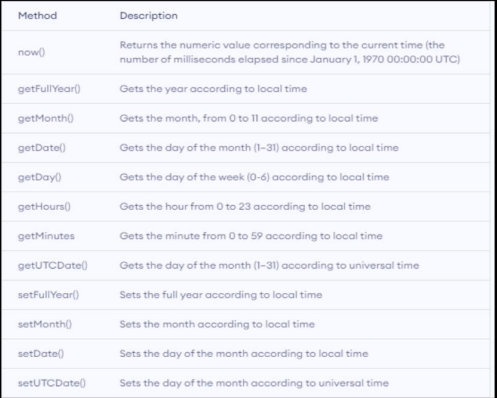 Method Description
now() Returns the numeric value corresponding to the current time (the
number of milliseconds elapsed since January 1, 1970 00:00:00 UTC)
getFullYear() Gets the year according to local time
getMonth() Gets the month, from 0 to 11 according to local time
getDate() Gets the day of the month (1–31) according to local time
getDay() Gets the day of the week (0-6) according to local time
getHours() Gets the hour from 0 to 23 according to local time
getMinutes Gets the minute from 0 to 59 according to local time
getUTCDate() Gets the day of the month (1–31) according to universal time
setFullYear() Sets the full year according to local time
setMonth() Sets the month according to local time
setDate() Sets the day of the month according to local time
setUTCDate() Sets the day of the month according to universal time